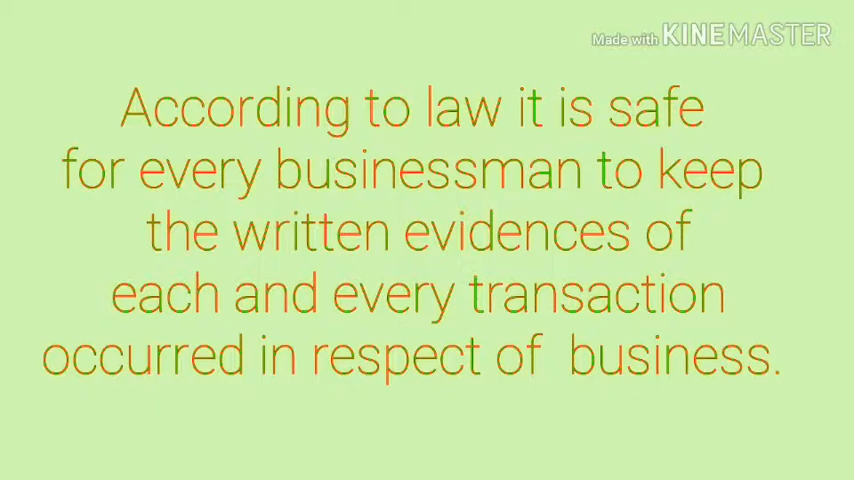 Made with KINEMASTER
According to law it is safe
for every businessman to keep
the written evidences of
each and every transaction
occurred in respect of business.